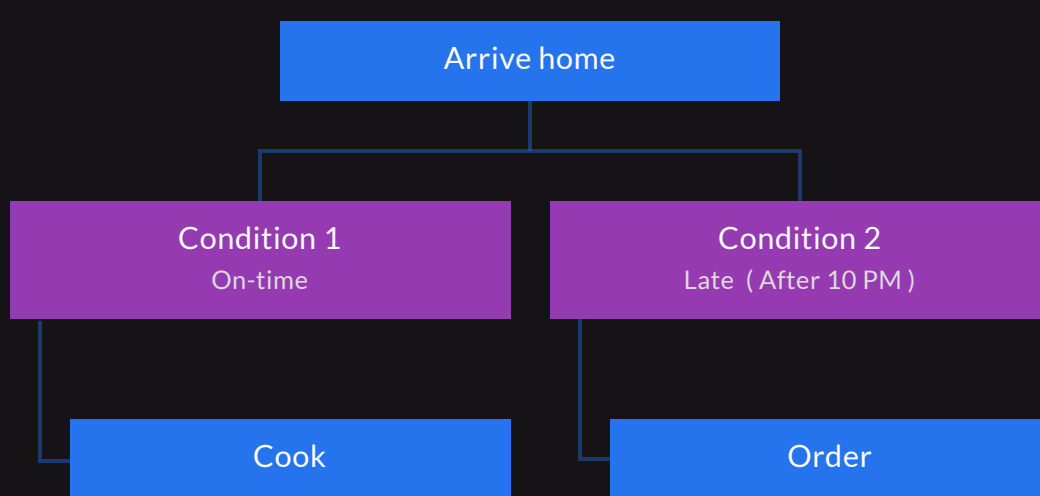 Arrive home
Condition 1
On-time
Condition 2
Late ( After 10 PM )
Cook
Order